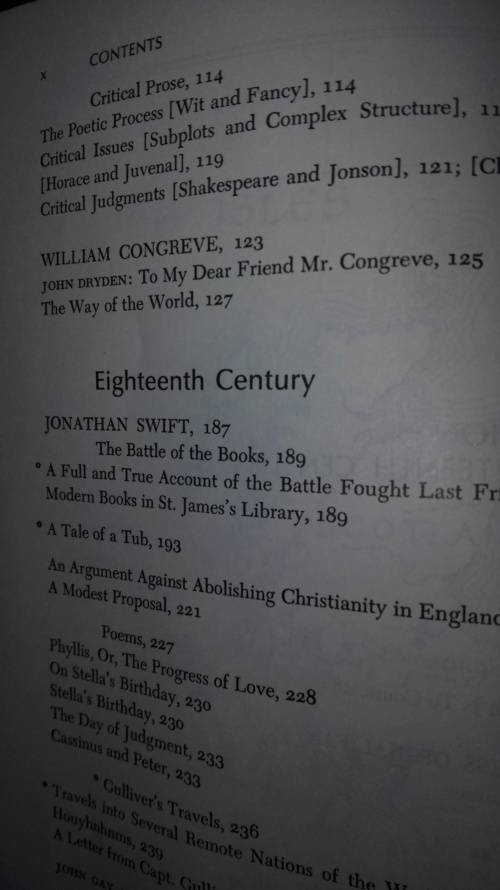 x CONTENTS
Critical Prose, 114
The Poetic Process [Wit and Fancy], 114
Critical Issues [Subplots and Complex Structure],
[Horace and Juvenal], 119
Critical Judgments [Shakespeare and Jonson], 121;
WILLIAM CONGREVE, 123
JOHN DRYDEN: To My Dear Friend Mr. Congreve, 125
The Way of the World, 127
Eighteenth Century
JONATHAN SWIFT, 187
The Battle of the Books, 189
* A Full and True Account of the Battle Fought Last
Modern Books in St. James's Library, 189
* A Tale of a Tub, 193
An Argument Against Abolishing Christianity in England
A Modest Proposal, 221
Poems, 227
Phyllis, Or, The Progress of Love, 228
On Stella's Birthday, 230
Stella's Birthday, 230
The Day of Judgment, 233
Cassinus and Peter, 233
* Gulliver's Travels, 236
* Travels into Several Remote Nations of the
Houyhnhnms, 239
A Letter from Capt.
JOHN GAY